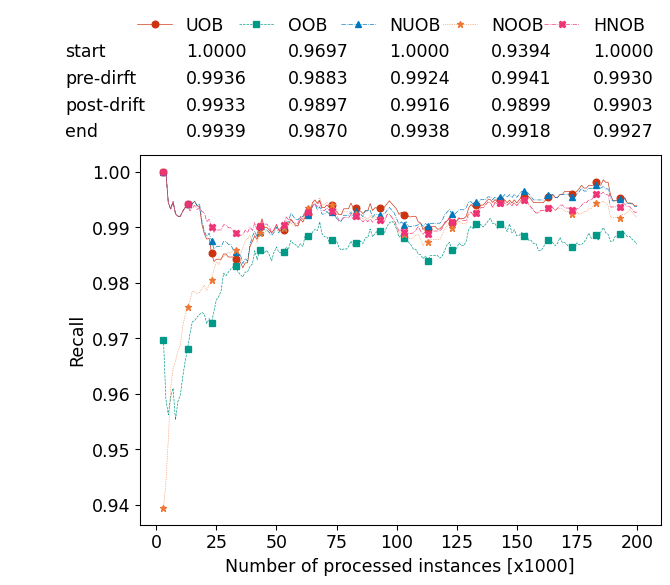 UOB OOB NUOB NOOB HNOB
start 1.0000 0.9697 1.0000 0.9394 1.0000
pre-dirft 0.9936 0.9883 0.9924 0.9941 0.9930
post-drift 0.9933 0.9897 0.9916 0.9899 0.9903
end 0.9939 0.9870 0.9938 0.9918 0.9927
1.00
0.99
0.98
0.97
0.96
0.95
0.94
Recall
0 25 50 75 100 125 150 175 200
Number of processed instances [x1000]